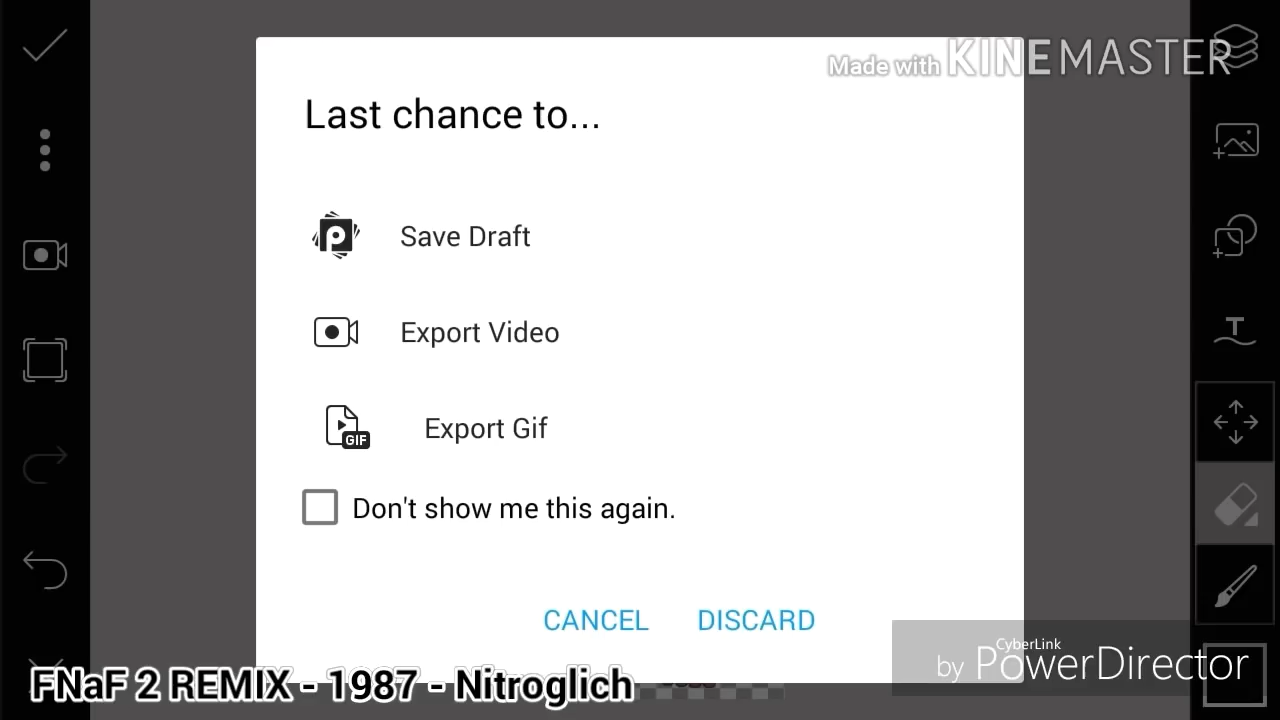 Made with KINEMASTER
Last chance to...
Save Draft
Export Video
GIF
Export Gif
Don't show me this again.
CANCEL
DISCARD
CyberLink
by PowerDirector
FNaF 2 REMIX - 1987 - Nitroglich